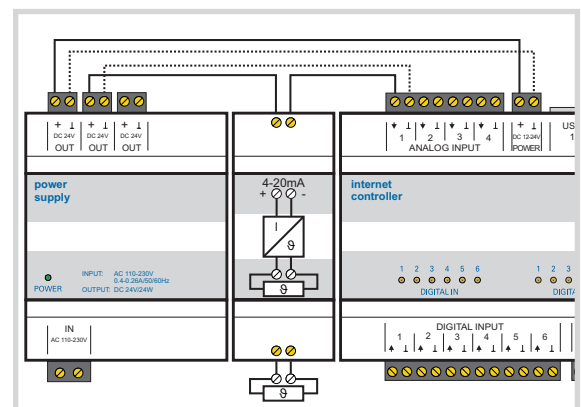 + ⊥ + ⊥ + ⊥
DC 24V DC 24V DC 24V
OUT OUT OUT
1 2 3 4
ANALOG INPUT
+ ⊥
DC 12-24V
POWER
US
1
power
supply
4-20mA
+ -
I
ϑ
ϑ
internet
controller
POWER
INPUT: AC 110-230V
0.4-0.26A/50/60Hz
OUTPUT: DC 24V/24W
1 2 3 4 5 6
DIGITAL IN
1 2 3
DIGITA
IN
AC 110-230V
DIGITAL INPUT
1 2 3 4 5 6
ϑ